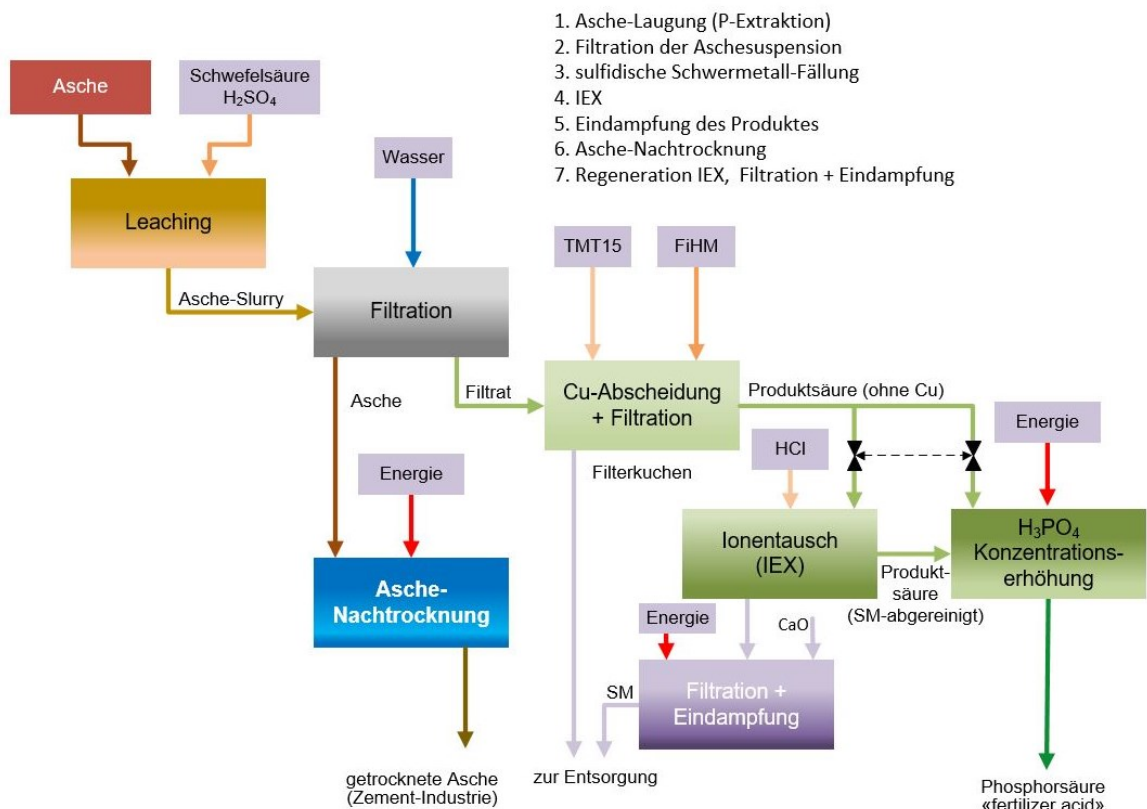 1. Asche-Laugung (P-Extraktion)
2. Filtration der Aschesuspension
3. sulfidische Schwermetall-Fällung
4. IEX
5. Eindampfung des Produktes
6. Asche-Nachtrocknung
7. Regeneration IEX, Filtration + Eindampfung
Asche
Schwefelsäure
H₂SO₄
Wasser
Leaching
TMT15
FiHM
Asche-Slurry
Filtration
Asche
Filtrat
Cu-Abscheidung
+ Filtration
Produktsäure (ohne Cu)
Energie
HCl
Filterkuchen
Energie
Ionentausch
(IEX)
H₃PO₄
Konzentrations-
erhöhung
Produkt-
säure
(SM-abgereinigt)
Asche-
Nachtrocknung
Energie
CaO
SM
Filtration +
Eindampfung
getrocknete Asche
(Zement-Industrie)
zur Entsorgung
Phosphorsäure
«fertilizer acid»